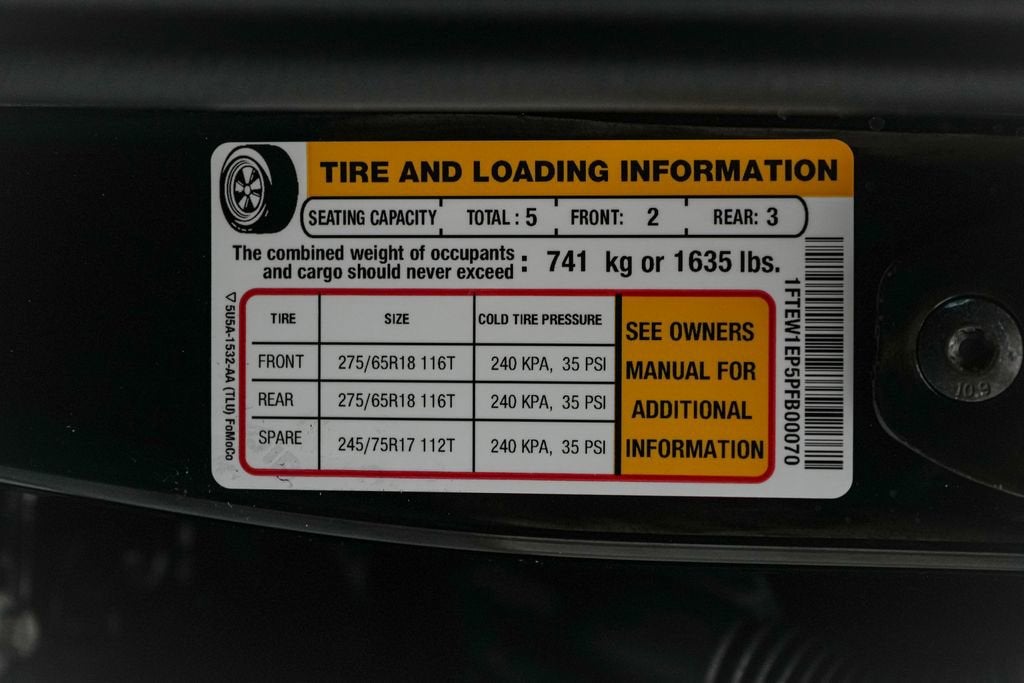 TIRE AND LOADING INFORMATION
SEATING CAPACITY TOTAL : 5 FRONT: 2 REAR: 3
The combined weight of occupants
and cargo should never exceed : 741 kg or 1635 lbs.
TIRE SIZE COLD TIRE PRESSURE
FRONT 275/65R18 116T 240 KPA, 35 PSI
REAR 275/65R18 116T 240 KPA, 35 PSI
SPARE 245/75R17 112T 240 KPA, 35 PSI
SEE OWNERS
MANUAL FOR
ADDITIONAL
INFORMATION
5U5A-1532-AA (TLU) FoMoCo
1FTEW1EP5PFB00070
10.9